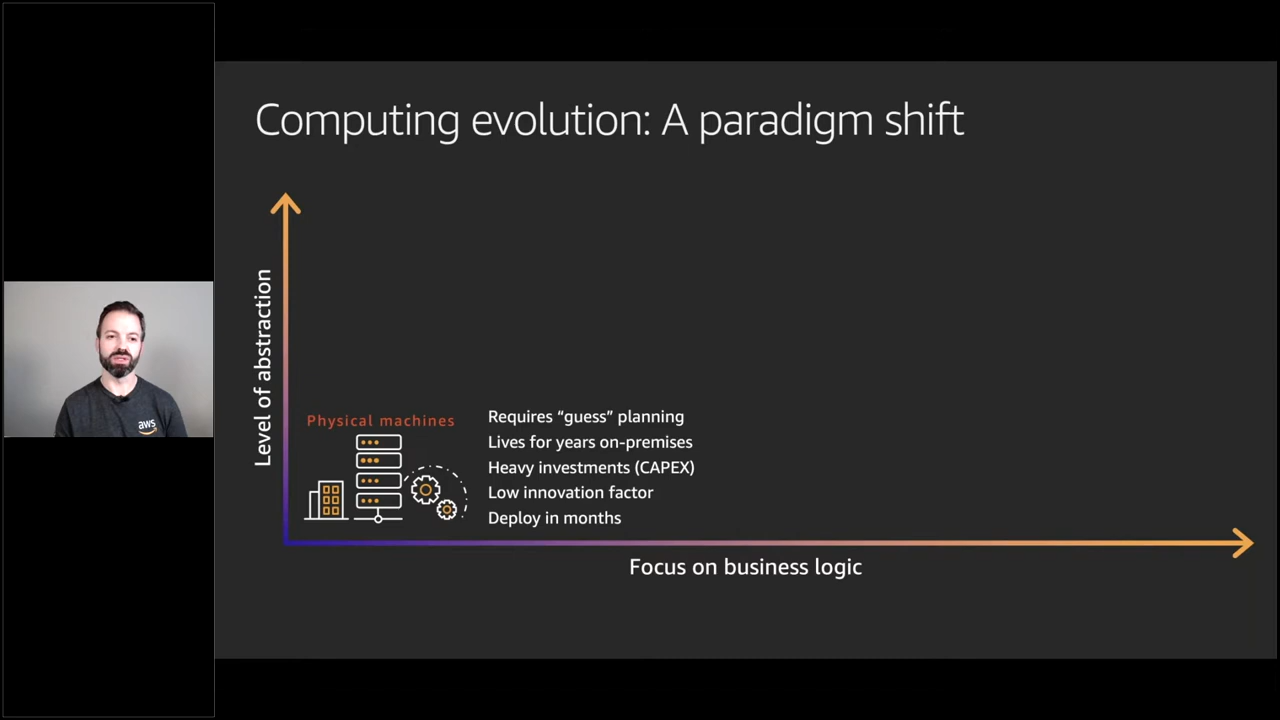 Computing evolution: A paradigm shift
Level of abstraction
Physical machines
Requires “guess” planning
Lives for years on-premises
Heavy investments (CAPEX)
Low innovation factor
Deploy in months
Focus on business logic
aws